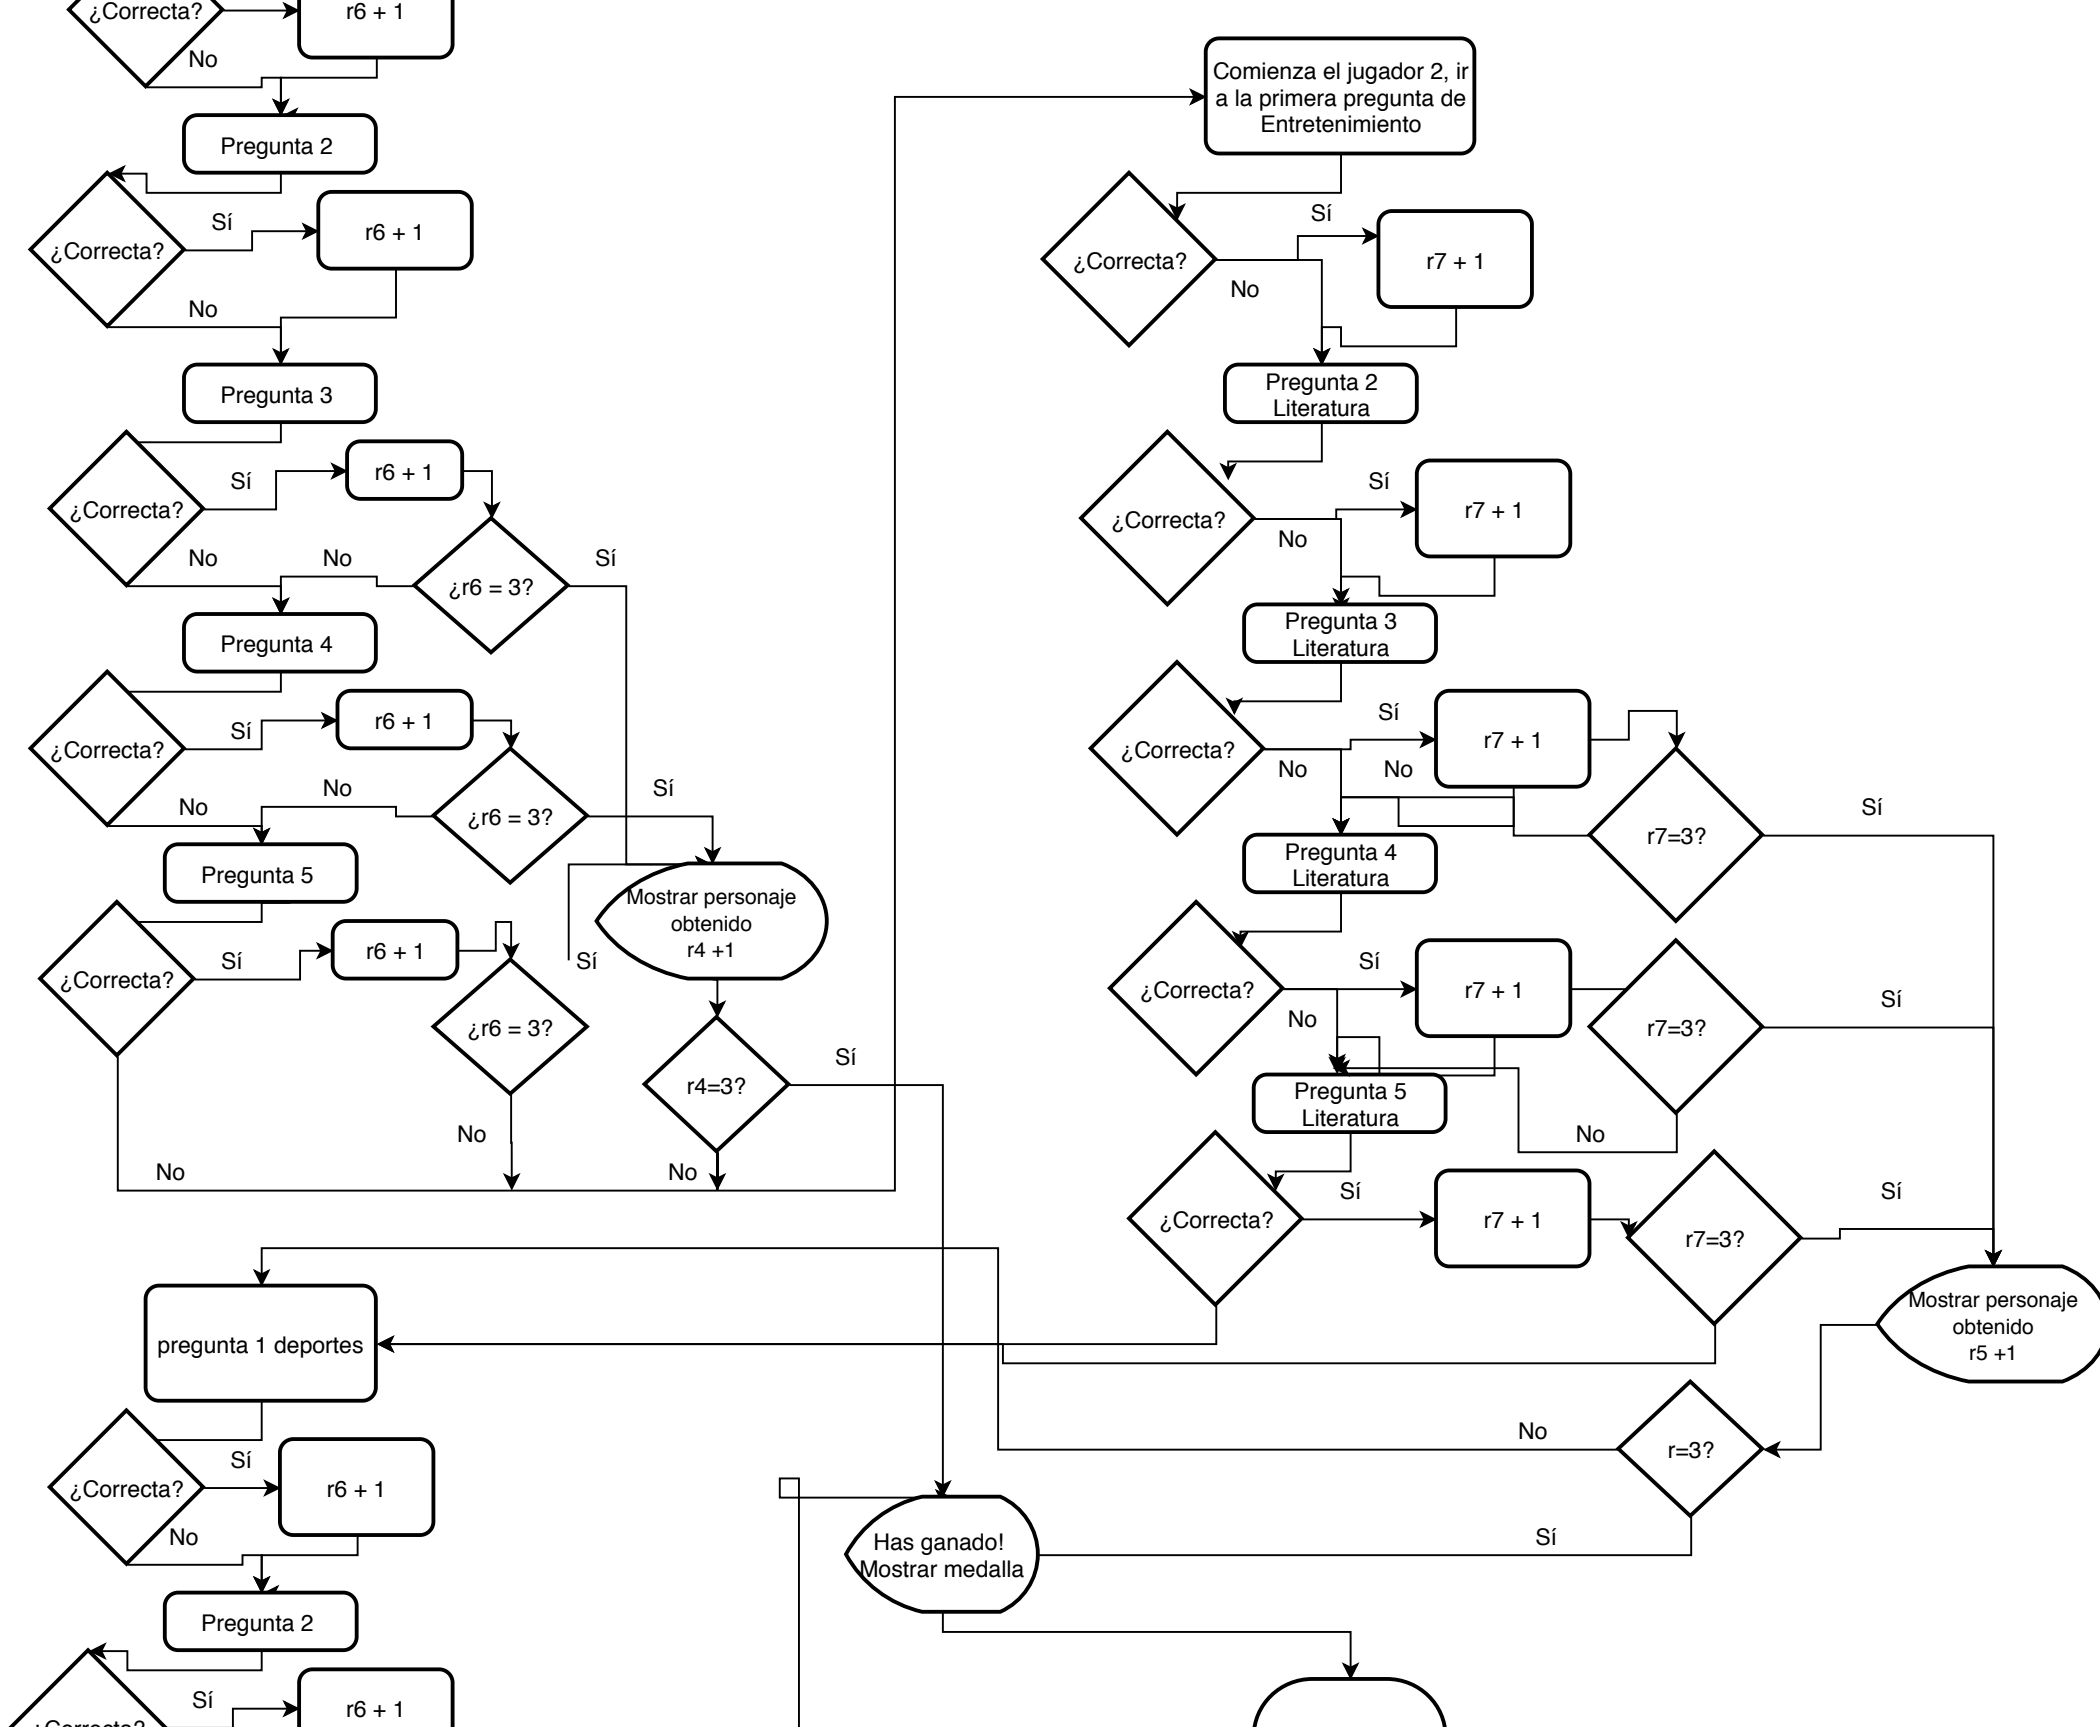 ¿Correcta?
r6 + 1
No
Pregunta 2
¿Correcta?
Sí
r6 + 1
No
Pregunta 3
¿Correcta?
Sí
r6 + 1
No
No
¿r6 = 3?
Sí
Pregunta 4
¿Correcta?
Sí
r6 + 1
No
No
¿r6 = 3?
Sí
Pregunta 5
¿Correcta?
Sí
r6 + 1
¿r6 = 3?
Sí
Mostrar personaje
obtenido
r4 +1
r4=3?
Sí
No
No
No
Comienza el jugador 2, ir
a la primera pregunta de
Entretenimiento
¿Correcta?
Sí
r7 + 1
No
Pregunta 2
Literatura
¿Correcta?
Sí
r7 + 1
No
Pregunta 3
Literatura
¿Correcta?
Sí
r7 + 1
No
No
r7=3?
Sí
Pregunta 4
Literatura
¿Correcta?
Sí
r7 + 1
No
r7=3?
Sí
No
Pregunta 5
Literatura
¿Correcta?
Sí
r7 + 1
r7=3?
Sí
Mostrar personaje
obtenido
r5 +1
r=3?
No
Sí
pregunta 1 deportes
¿Correcta?
Sí
r6 + 1
No
Pregunta 2
Sí
r6 + 1
¿Correcta?
Has ganado!
Mostrar medalla